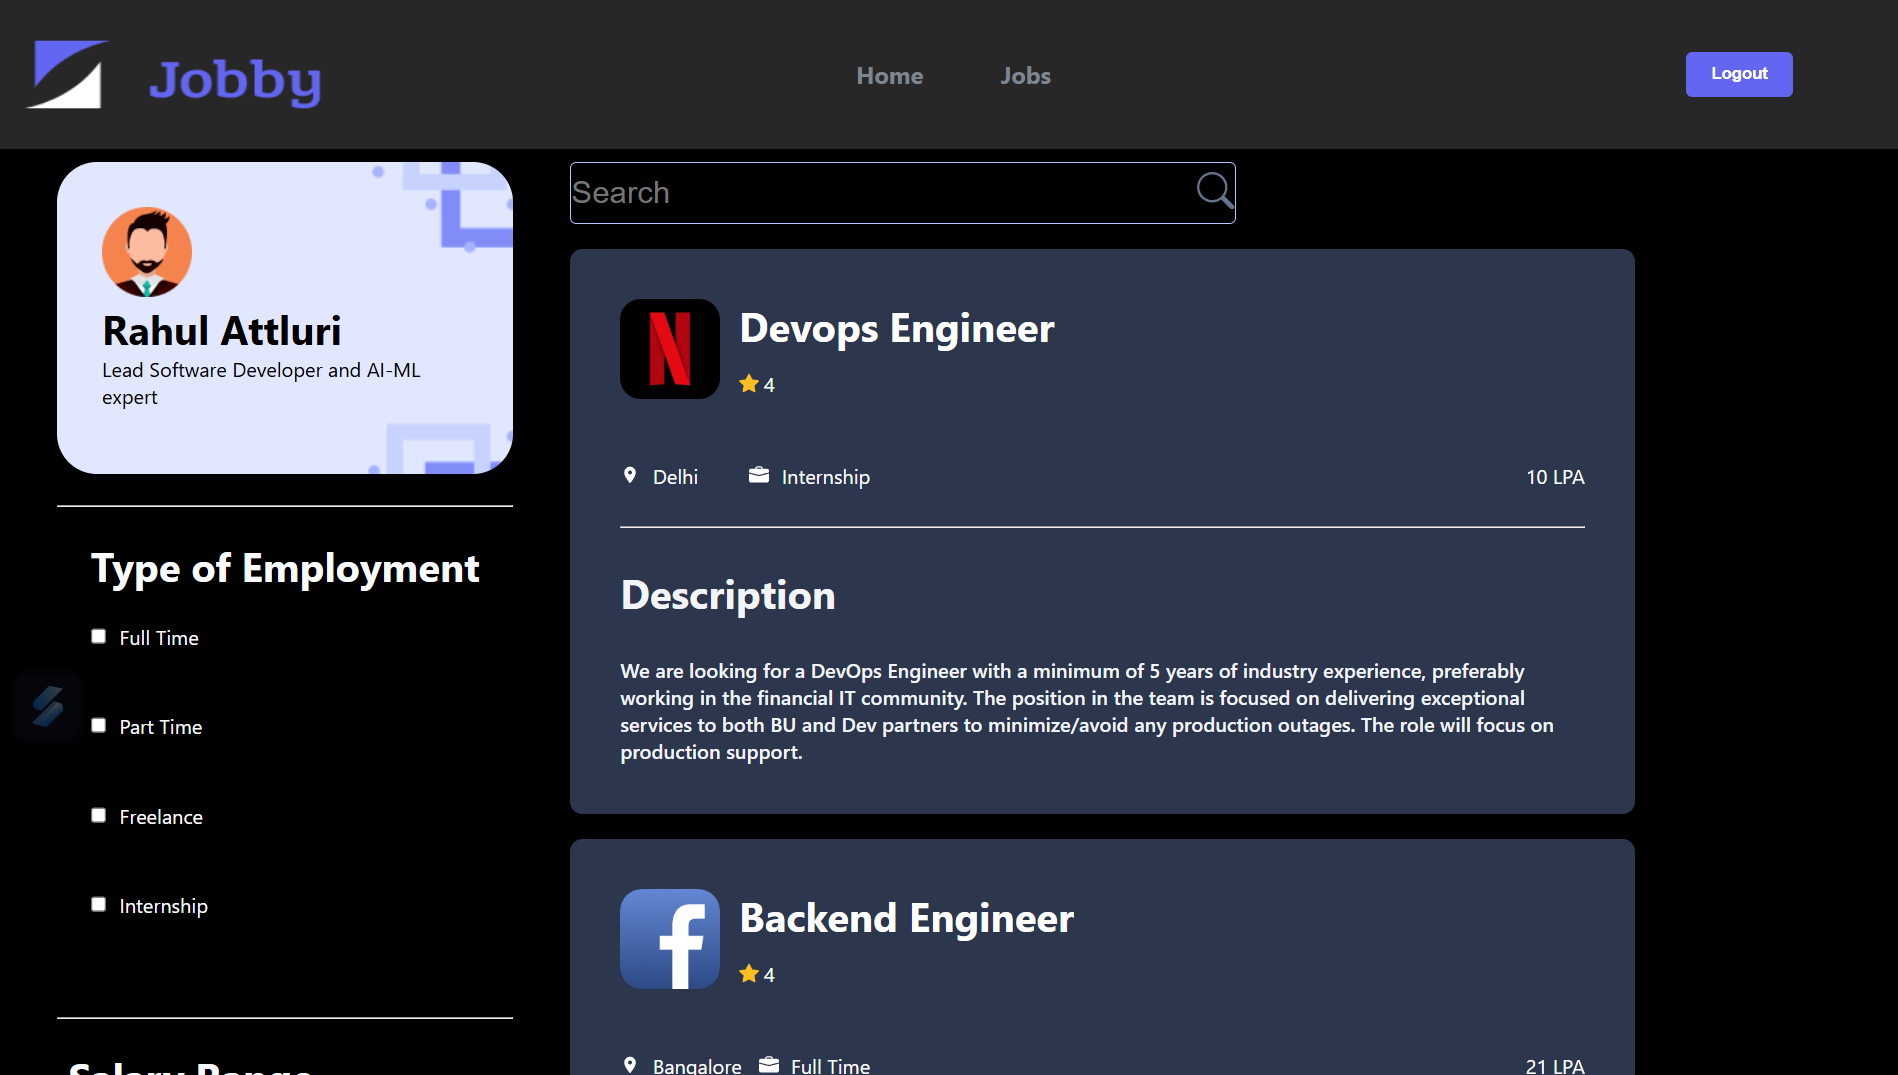 Jobby
Home
Jobs
Logout
Rahul Attluri
Lead Software Developer and AI-ML
expert
Type of Employment
Full Time
Part Time
Freelance
Internship
Salary Range
Search
N
Devops Engineer
4
Delhi
Internship
10 LPA
Description
We are looking for a DevOps Engineer with a minimum of 5 years of industry experience, preferably
working in the financial IT community. The position in the team is focused on delivering exceptional
services to both BU and Dev partners to minimize/avoid any production outages. The role will focus on
production support.
f
Backend Engineer
4
Bangalore
Full Time
21 LPA